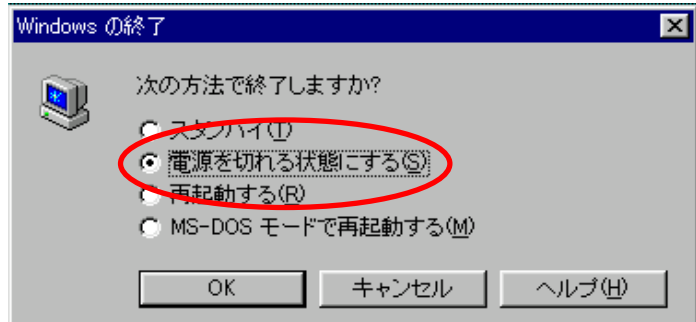 Windows の終了
次の方法で終了しますか?
スタンバイ(T)
電源を切れる状態にする(S)
再起動する(R)
MS-DOS モードで再起動する(M)
OK キャンセル ヘルプ(H)